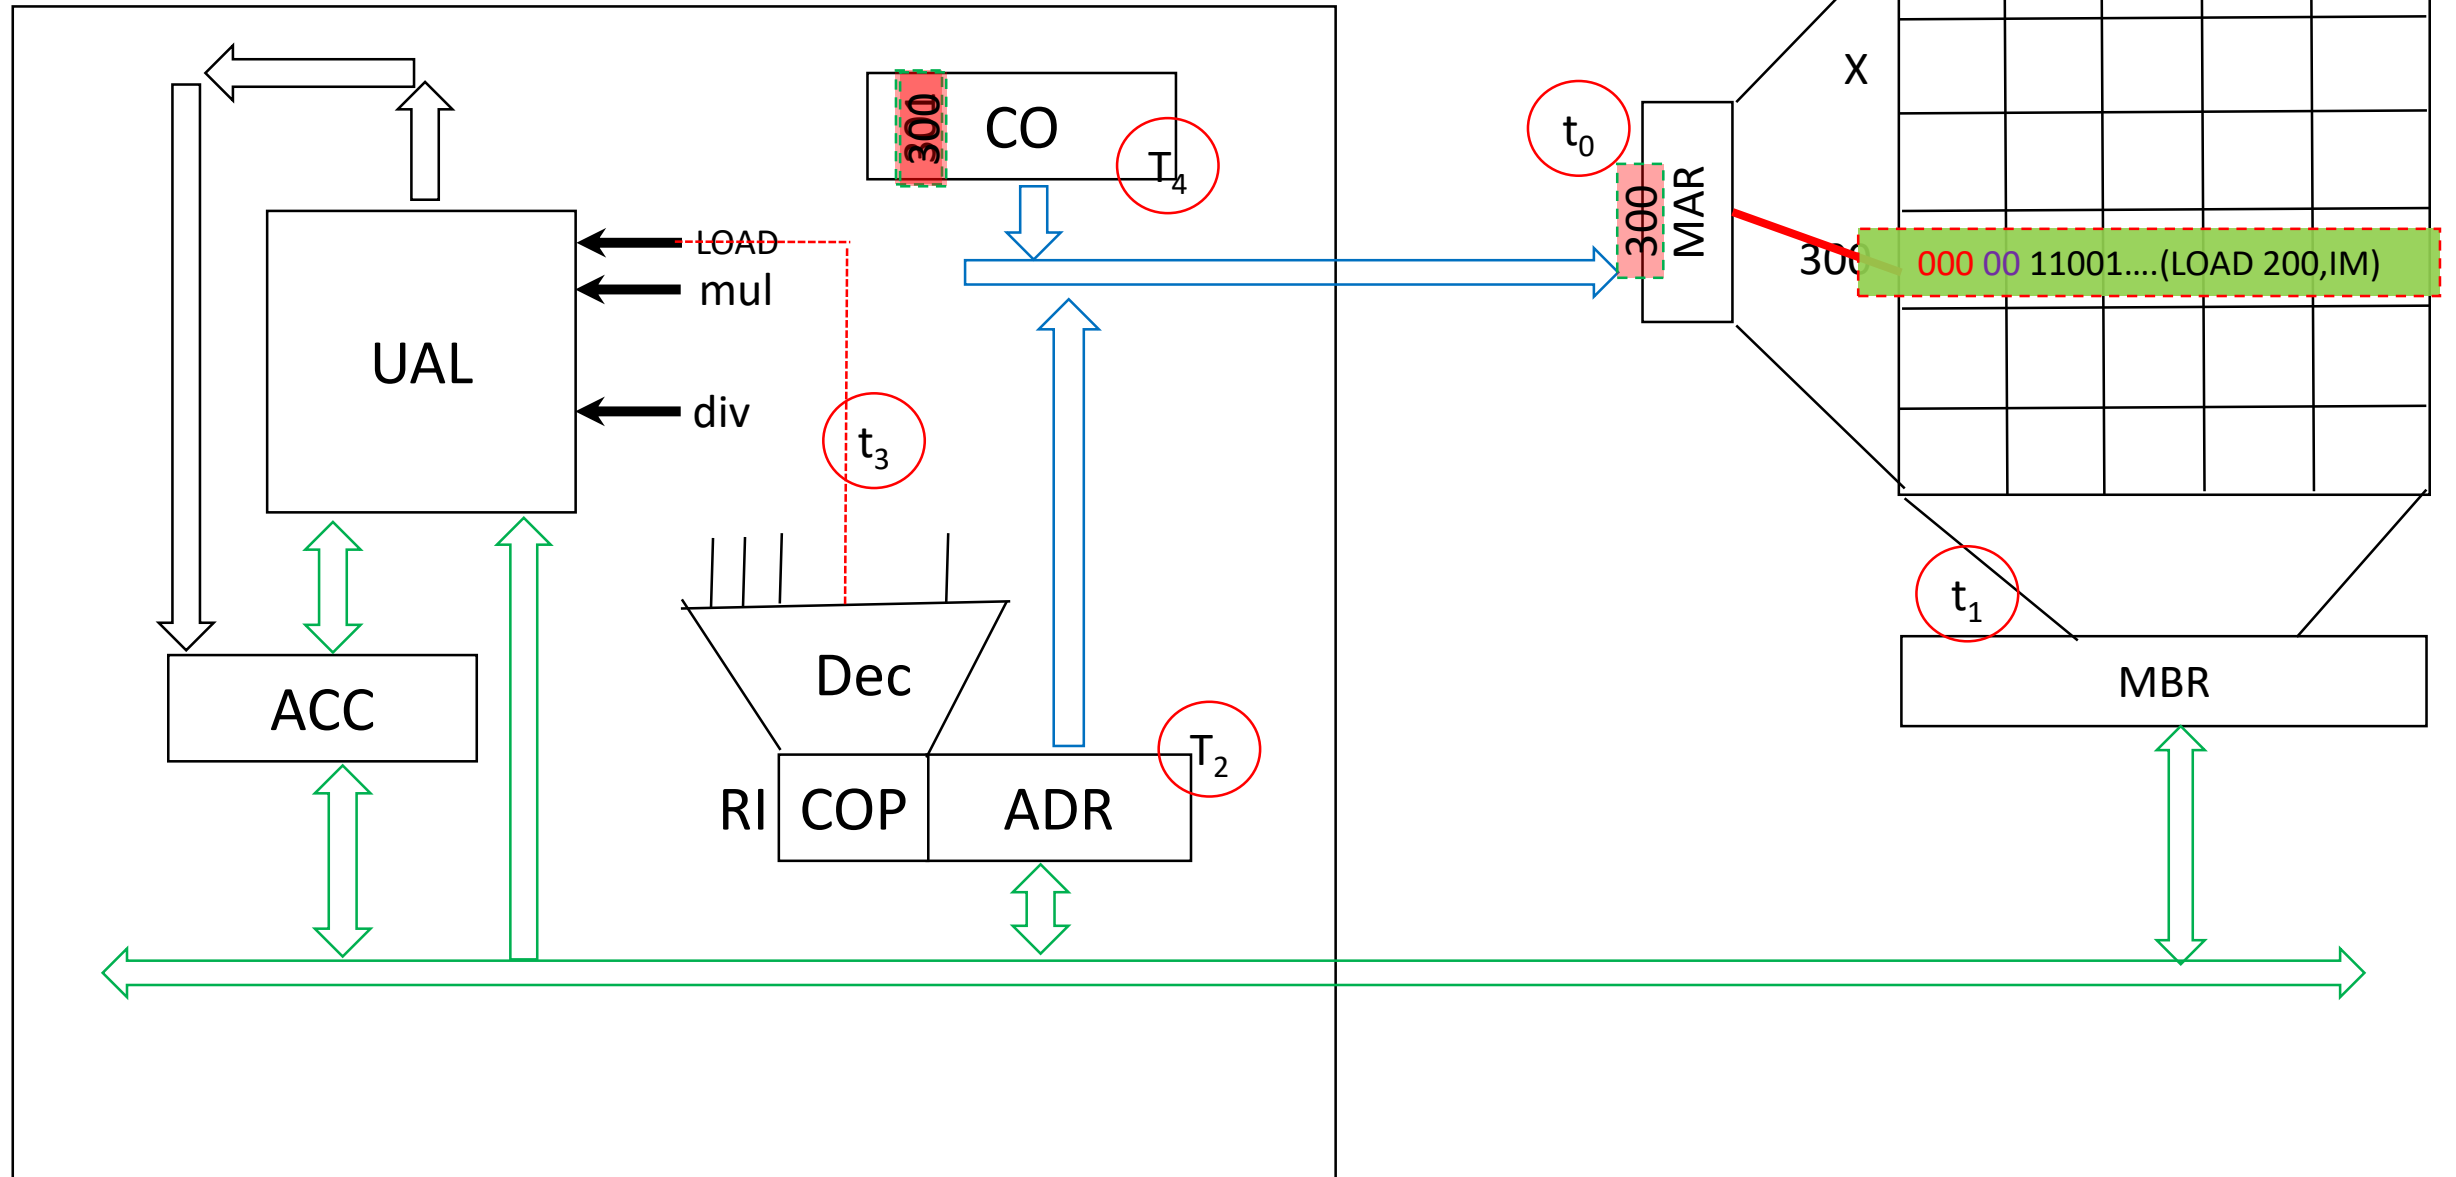 CO
T4
X
t0
300
MAR
LOAD
mul
div
UAL
300
000 00 11001....(LOAD 200,IM)
t3
t1
Dec
MBR
ACC
T2
RI
COP
ADR